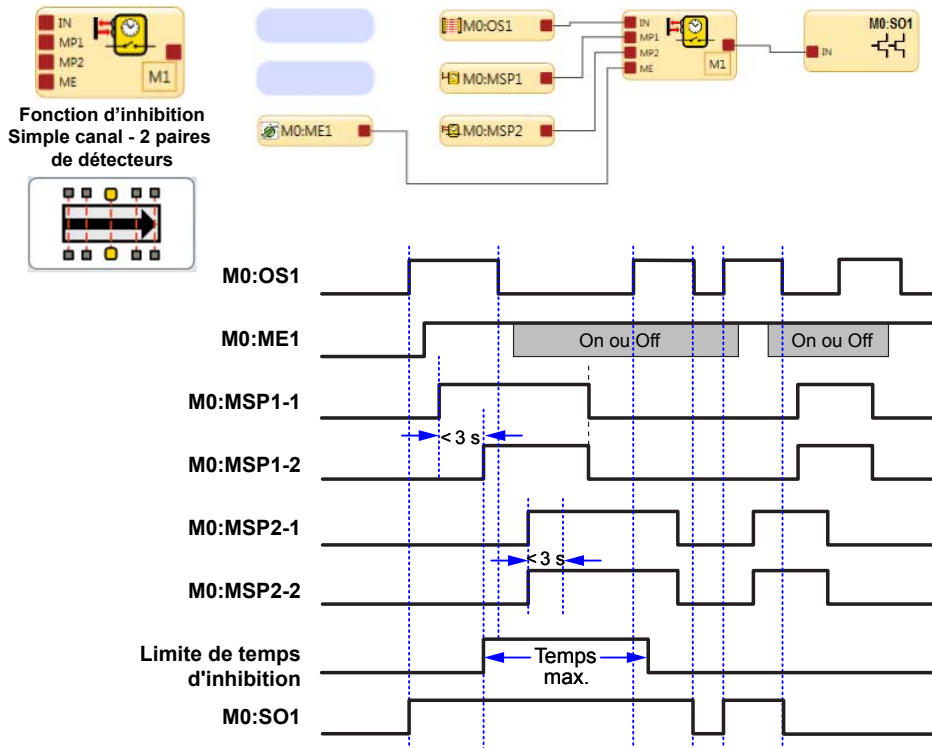 IN
MP1
MP2
ME
M1
Fonction d'inhibition
Simple canal - 2 paires
de détecteurs
M0:ME1
M0:OS1
M0:MSP1
M0:MSP2
IN
MP1
MP2
ME
M1
M0:SO1
IN
M0:OS1
M0:ME1
On ou Off
On ou Off
M0:MSP1-1
< 3 s
M0:MSP1-2
M0:MSP2-1
< 3 s
M0:MSP2-2
Limite de temps
d'inhibition
Temps
max.
M0:SO1